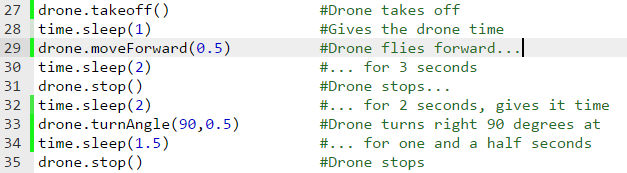 27 drone.takeoff() #Drone takes off
28 time.sleep(1) #Gives the drone time
29 drone.moveForward(0.5) #Drone flies forward...
30 time.sleep(2) #... for 3 seconds
31 drone.stop() #Drone stops...
32 time.sleep(2) #... for 2 seconds, gives it time
33 drone.turnAngle(90,0.5) #Drone turns right 90 degrees at
34 time.sleep(1.5) #... for one and a half seconds
35 drone.stop() #Drone stops